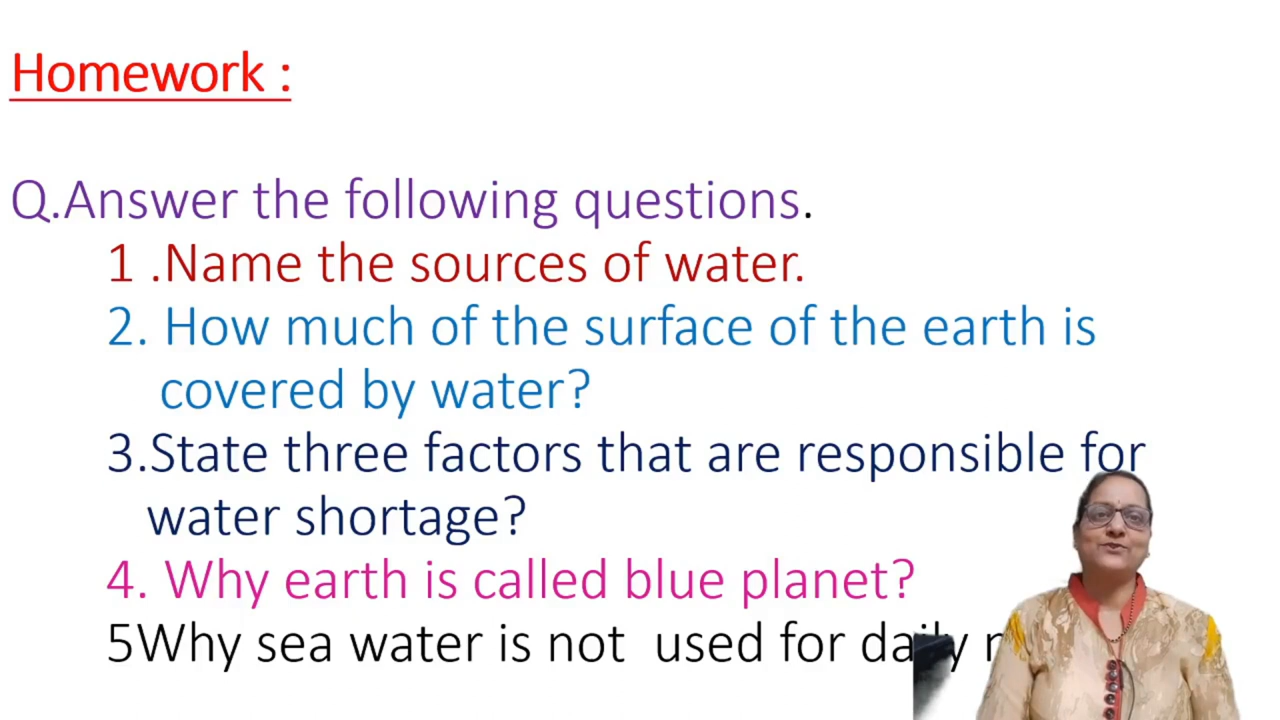 Homework :
Q.Answer the following questions.
1 .Name the sources of water.
2. How much of the surface of the earth is
covered by water?
3.State three factors that are responsible for
water shortage?
4. Why earth is called blue planet?
5Why sea water is not used for daily